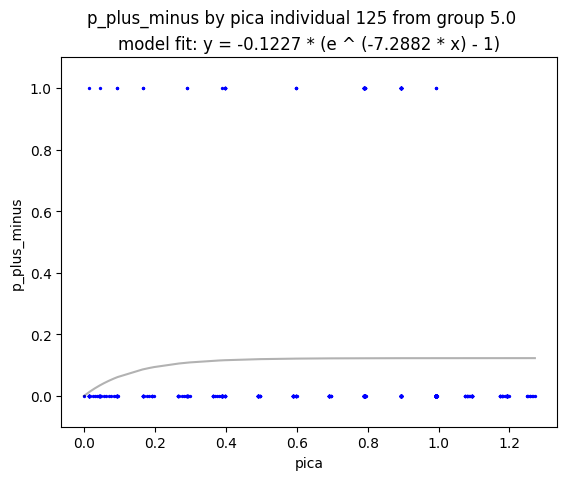 p_plus_minus by pica individual 125 from group 5.0
model fit: y = -0.1227 * (e ^ (-7.2882 * x) - 1)
1.0
0.8
0.6
0.4
0.2
0.0
p_plus_minus
0.0 0.2 0.4 0.6 0.8 1.0 1.2
pica